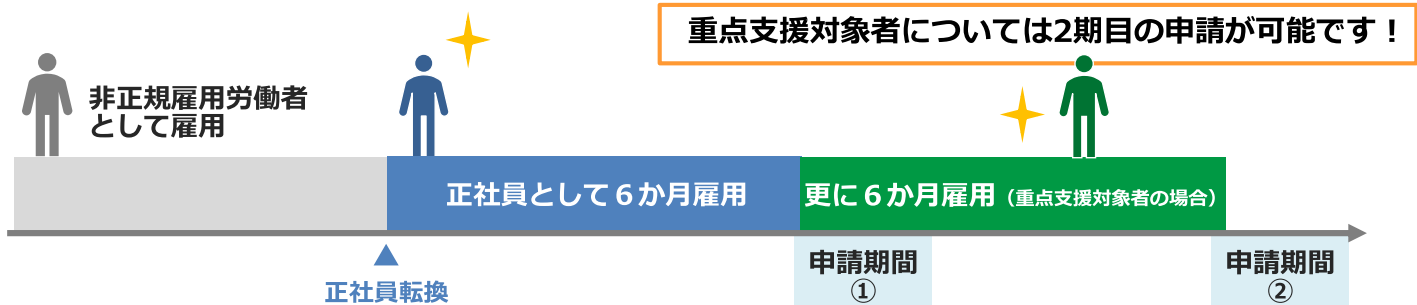 重点支援対象者については2期目の申請が可能です！
非正規雇用労働者
として雇用
正社員として６か月雇用
更に６か月雇用（重点支援対象者の場合）
正社員転換
申請期間
①
申請期間
②